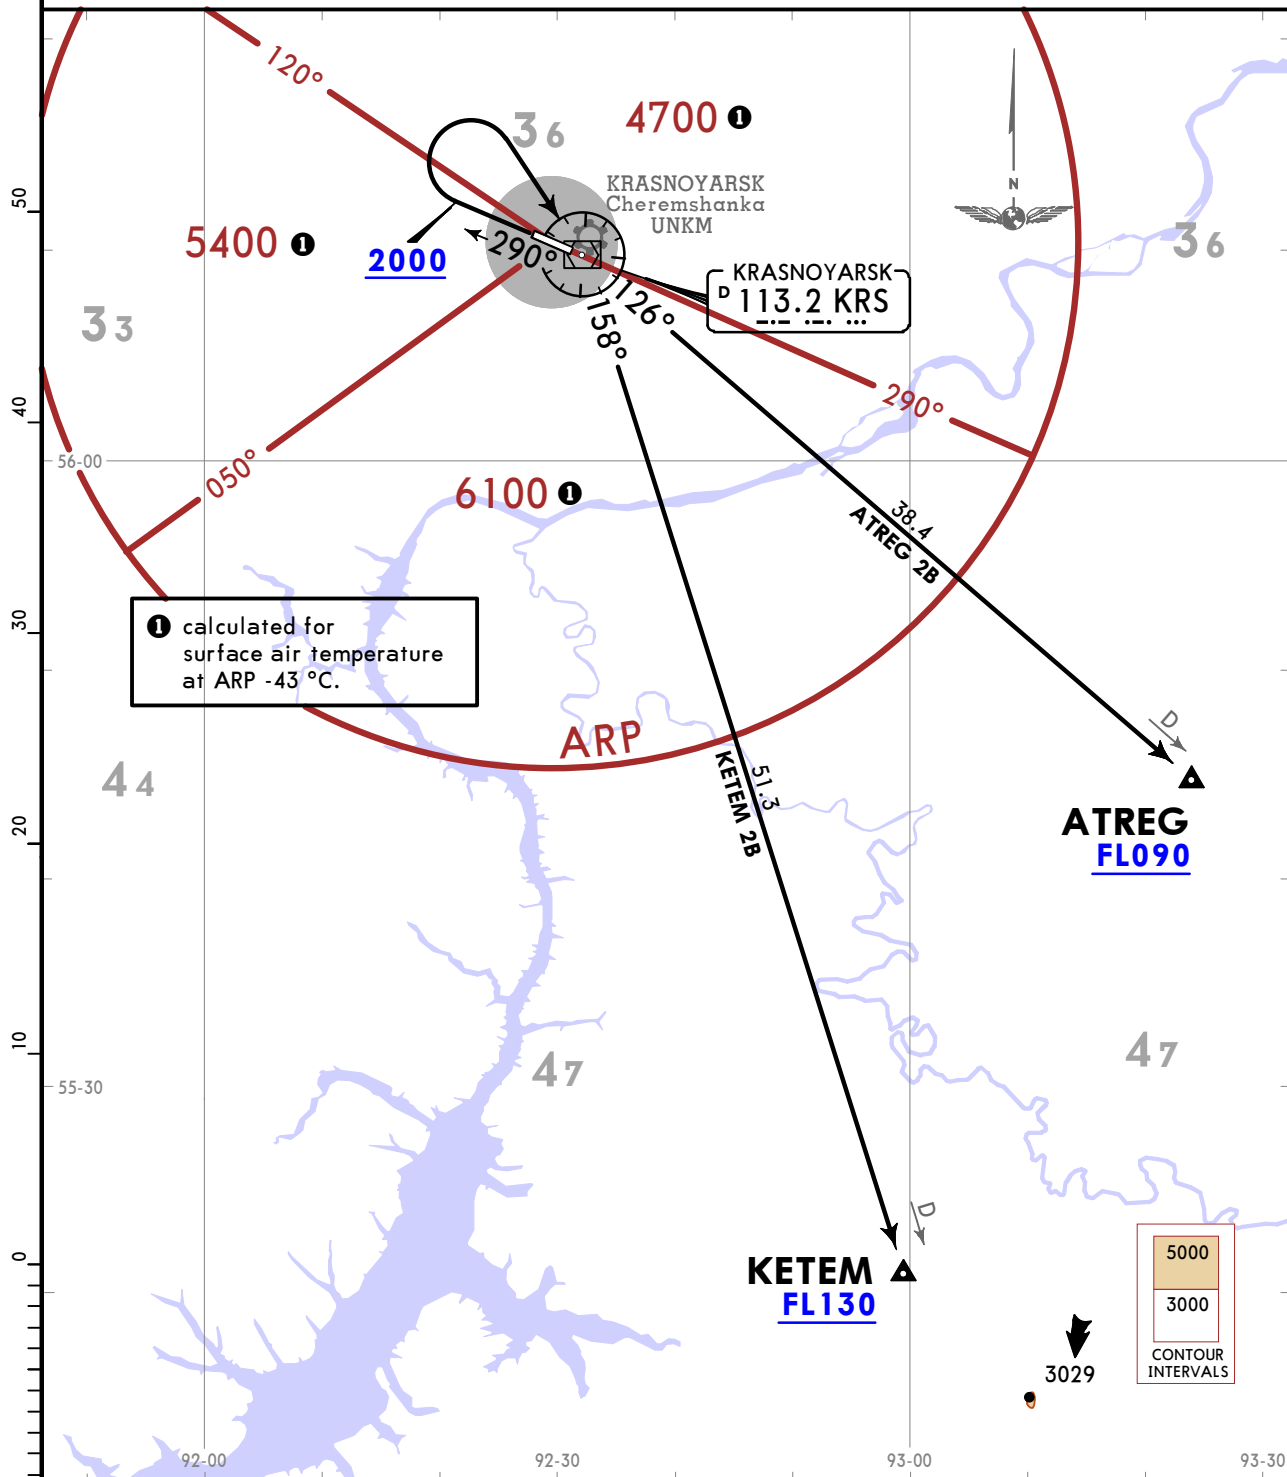 120°
36
4700 ❶
KRASNOYARSK
Cheremshanka
UNKM
N
50
5400 ❶
2000
290°
36
KRASNOYARSK
D 113.2 KRS
126°
158°
33
290°
40
56-00
050°
6100 ❶
38.4
ATREG 2B
30
❶ calculated for
surface air temperature
at ARP -43 °C.
ARP
D
44
51.3
KETEM 2B
ATREG
FL090
20
10
47
47
55-30
D
0
KETEM
FL130
5000
3000
CONTOUR
INTERVALS
3029
92-00
92-30
93-00
93-30